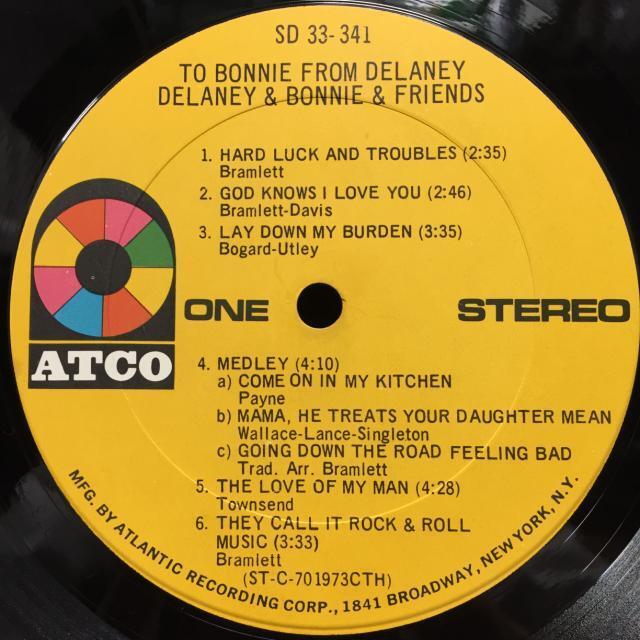 SD 33-341
TO BONNIE FROM DELANEY
DELANEY & BONNIE & FRIENDS
1. HARD LUCK AND TROUBLES (2:35)
Bramlett
2. GOD KNOWS I LOVE YOU (2:46)
Bramlett-Davis
3. LAY DOWN MY BURDEN (3:35)
Bogard-Utley
ONE
STEREO
ATCO
4. MEDLEY (4:10)
a) COME ON IN MY KITCHEN
Payne
b) MAMA, HE TREATS YOUR DAUGHTER MEAN
Wallace-Lance-Singleton
c) GOING DOWN THE ROAD FEELING BAD
Trad. Arr. Bramlett
5. THE LOVE OF MY MAN (4:28)
Townsend
6. THEY CALL IT ROCK & ROLL
MUSIC (3:33)
Bramlett
(ST-C-701973CTH)
MFG. BY ATLANTIC RECORDING CORP., 1841 BROADWAY, NEW YORK, N.Y.